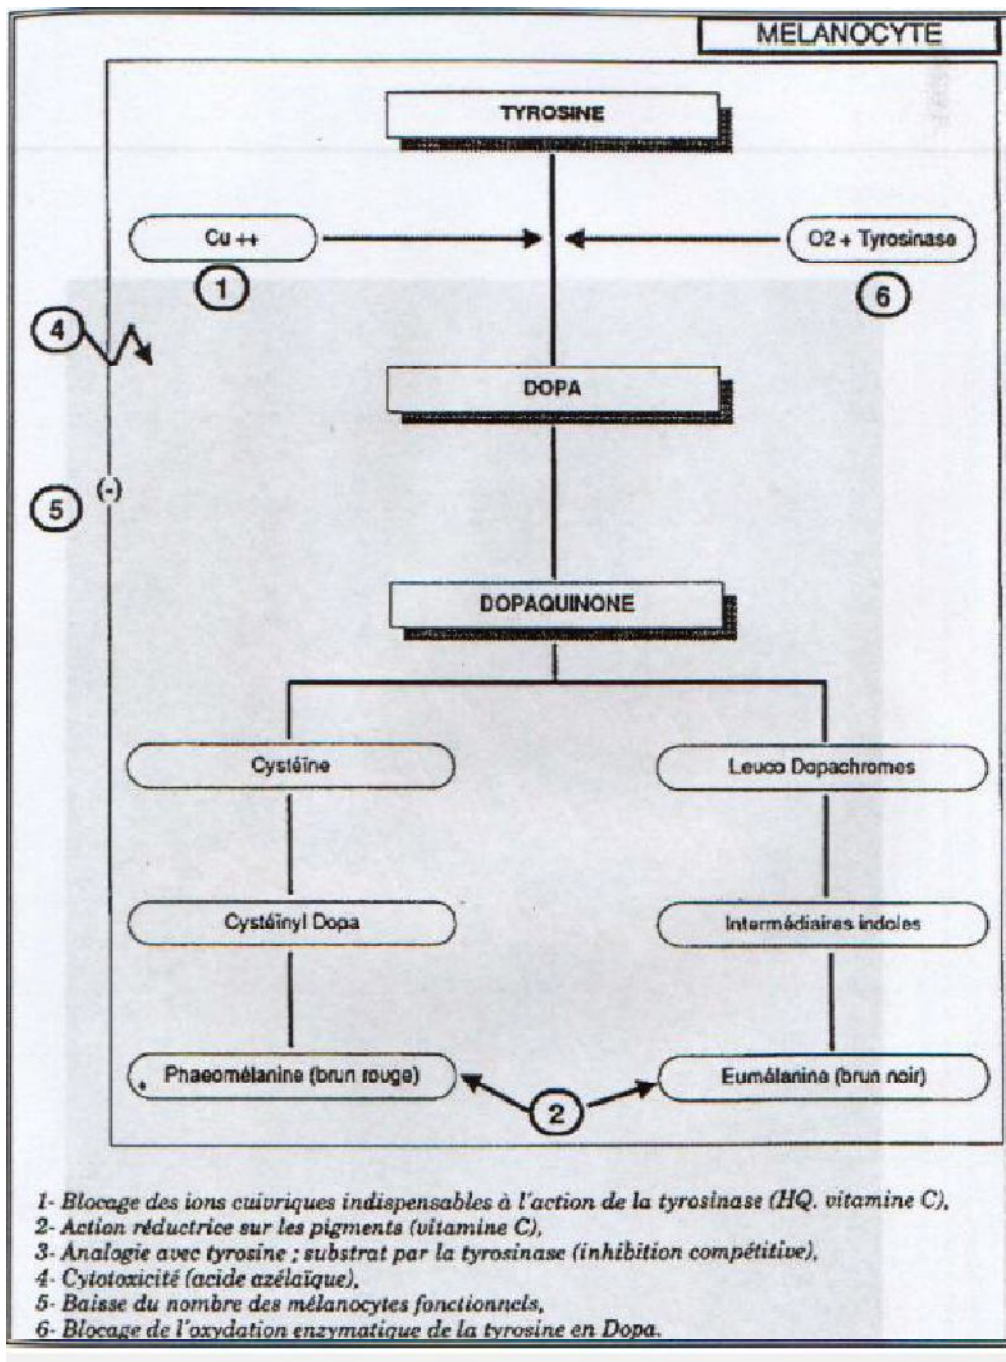 MELANOCYTE
TYROSINE
Cu ++
O2 + Tyrosinase
1
6
4
DOPA
(-)
5
DOPAQUINONE
Cystéïne
Leuco Dopachromes
Cystéïnyl Dopa
Intermédiaires indoles
Phaeomélanine (brun rouge)
Eumélanine (brun noir)
2
1- Blocage des ions cuivriques indispensables à l'action de la tyrosinase (HQ. vitamine C),
2- Action réductrice sur les pigments (vitamine C),
3- Analogie avec tyrosine ; substrat par la tyrosinase (inhibition compétitive),
4- Cytotoxicité (acide azélaïque),
5- Baisse du nombre des mélanocytes fonctionnels,
6- Blocage de l'oxydation enzymatique de la tyrosine en Dopa.